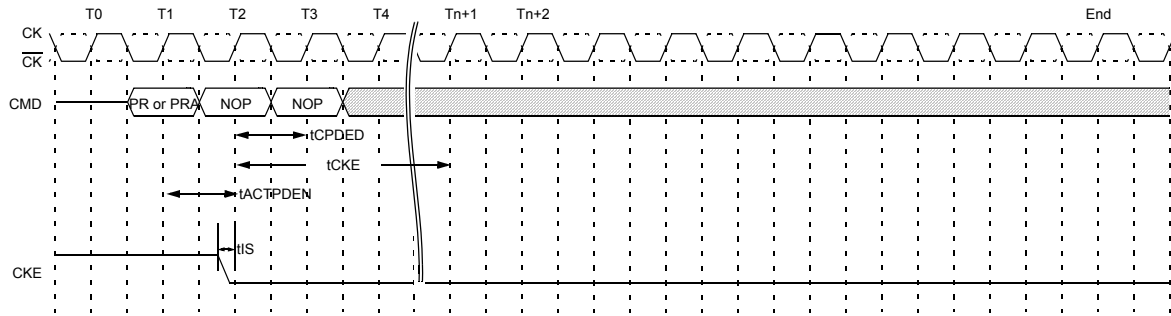 T0 T1 T2 T3 T4 Tn+1 Tn+2 End
CK
CK
CMD PR or PRA NOP NOP
tCPDED
tCKE
tACTPDEN
tIS
CKE